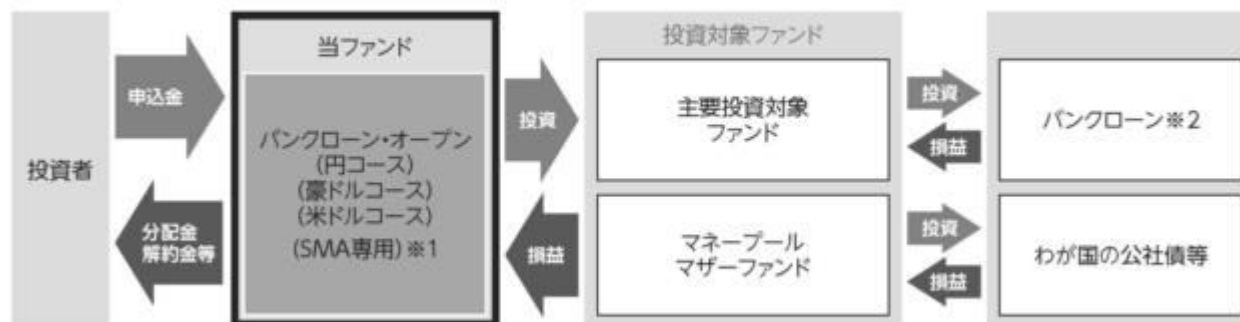 投資者
申込金
分配金
解約金等
当ファンド
バンクローン・オープン
(円コース)
(豪ドルコース)
(米ドルコース)
(SMA専用)※1
投資
損益
投資対象ファンド
主要投資対象
ファンド
マネープール
マザーファンド
投資
損益
投資
損益
バンクローン※2
わが国の公社債等